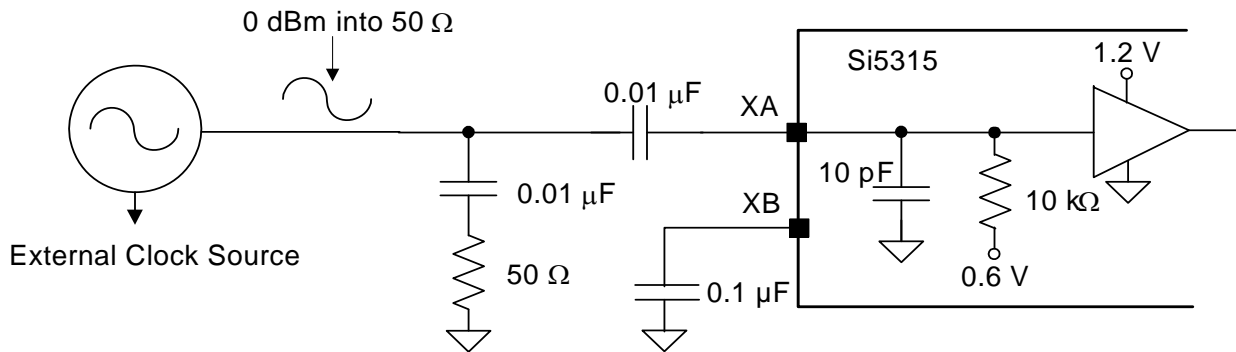 0 dBm into 50 Ω
External Clock Source
0.01 μF
50 Ω
0.01 μF
XA
XB
0.1 μF
Si5315
1.2 V
10 pF
10 kΩ
0.6 V